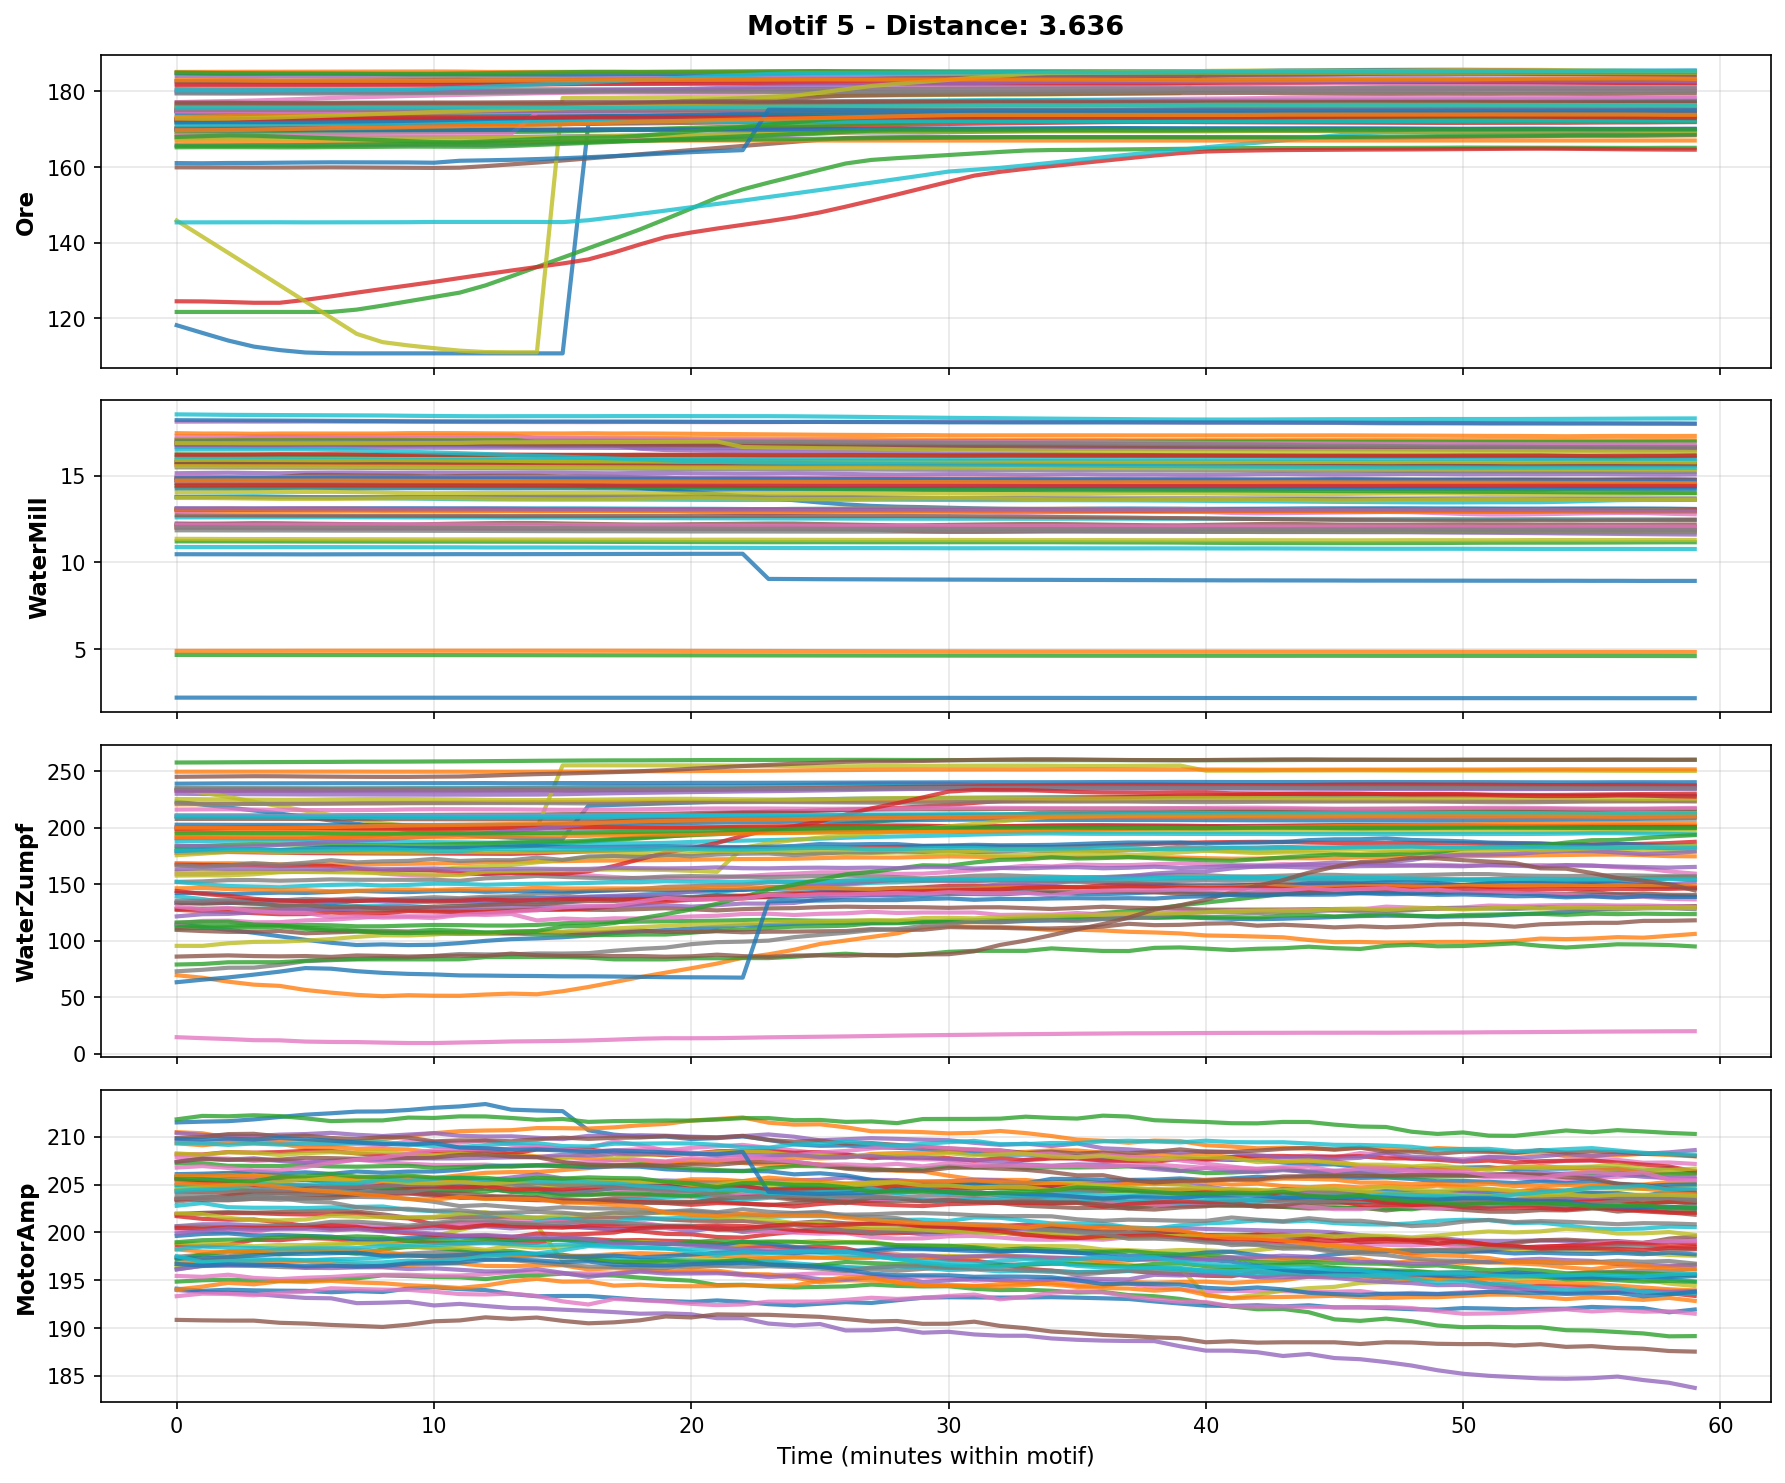 Motif 5 - Distance: 3.636
Ore
180
160
140
120
WaterMill
15
10
5
WaterZumpf
250
200
150
100
50
0
MotorAmp
210
205
200
195
190
185
0 10 20 30 40 50 60
Time (minutes within motif)